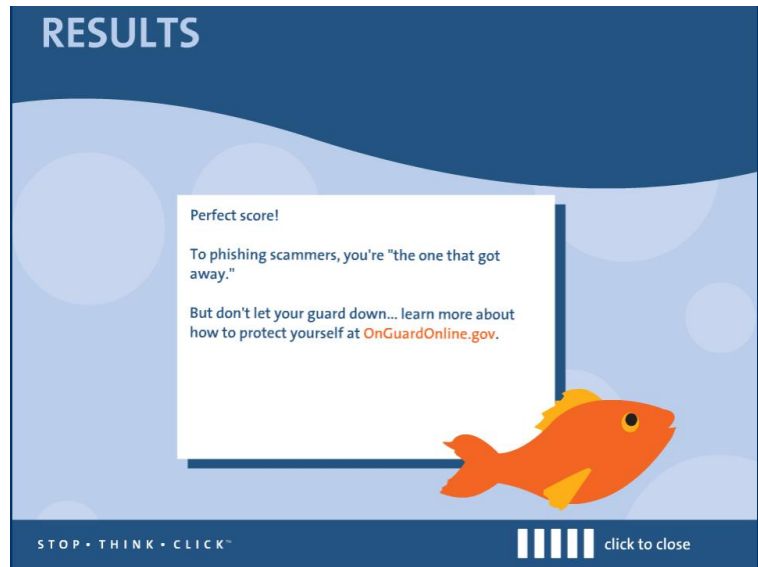 RESULTS
Perfect score!
To phishing scammers, you're "the one that got
away."
But don't let your guard down... learn more about
how to protect yourself at OnGuardOnline.gov.
STOP • THINK • CLICK™
click to close